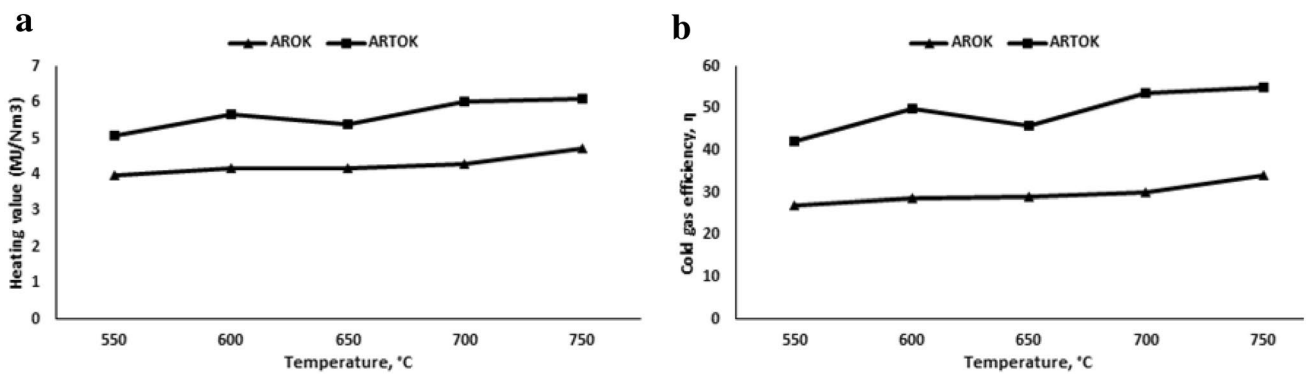 a
AROK ARTOK
Heating value (MJ/Nm3)
7
6
5
4
3
2
1
0
550 600 650 700 750
Temperature, °C
b
AROK ARTOK
Cold gas efficiency, η
60
50
40
30
20
10
0
550 600 650 700 750
Temperature, °C